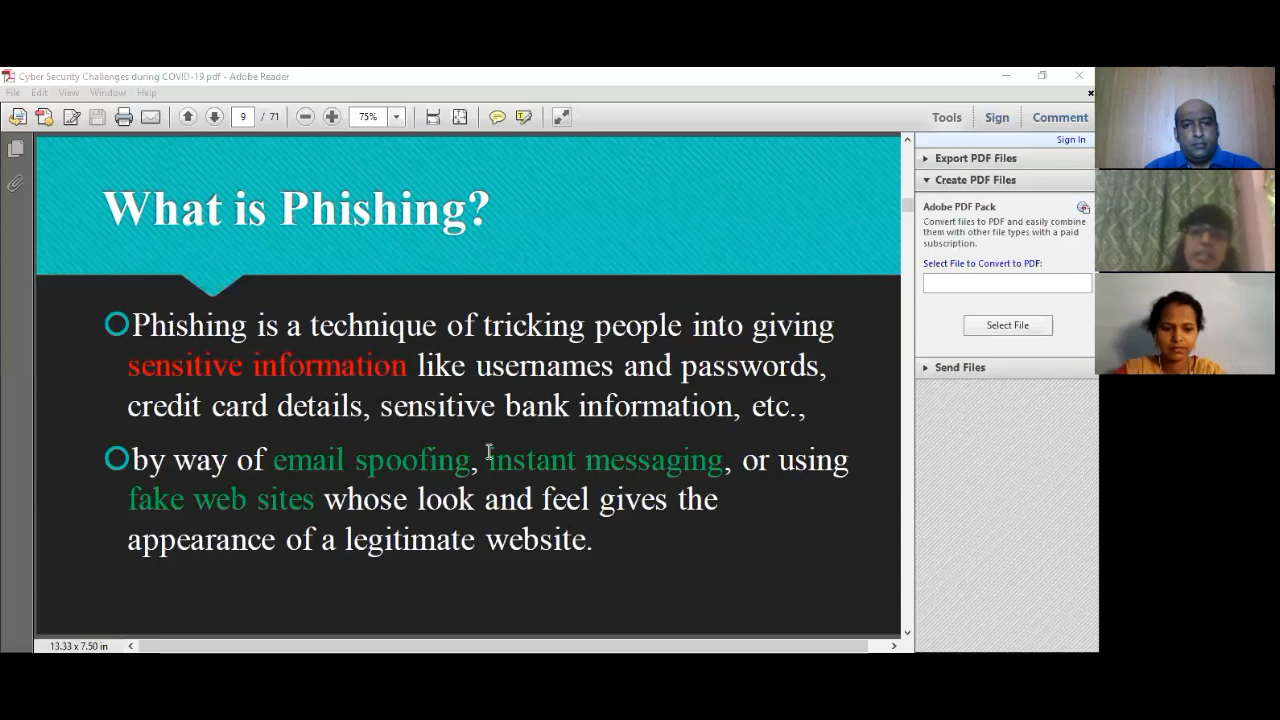 Cyber Security Challenges during COVID-19.pdf - Adobe Reader
File Edit View Window Help
9 / 71
75%
Tools Sign Comment
Sign In
What is Phishing?
Phishing is a technique of tricking people into giving
sensitive information like usernames and passwords,
credit card details, sensitive bank information, etc.,
by way of email spoofing, instant messaging, or using
fake web sites whose look and feel gives the
appearance of a legitimate website.
13.33 x 7.50 in
Export PDF Files
Create PDF Files
Adobe PDF Pack
Convert files to PDF and easily combine
them with other file types with a paid
subscription.
Select File to Convert to PDF:
Select File
Send Files